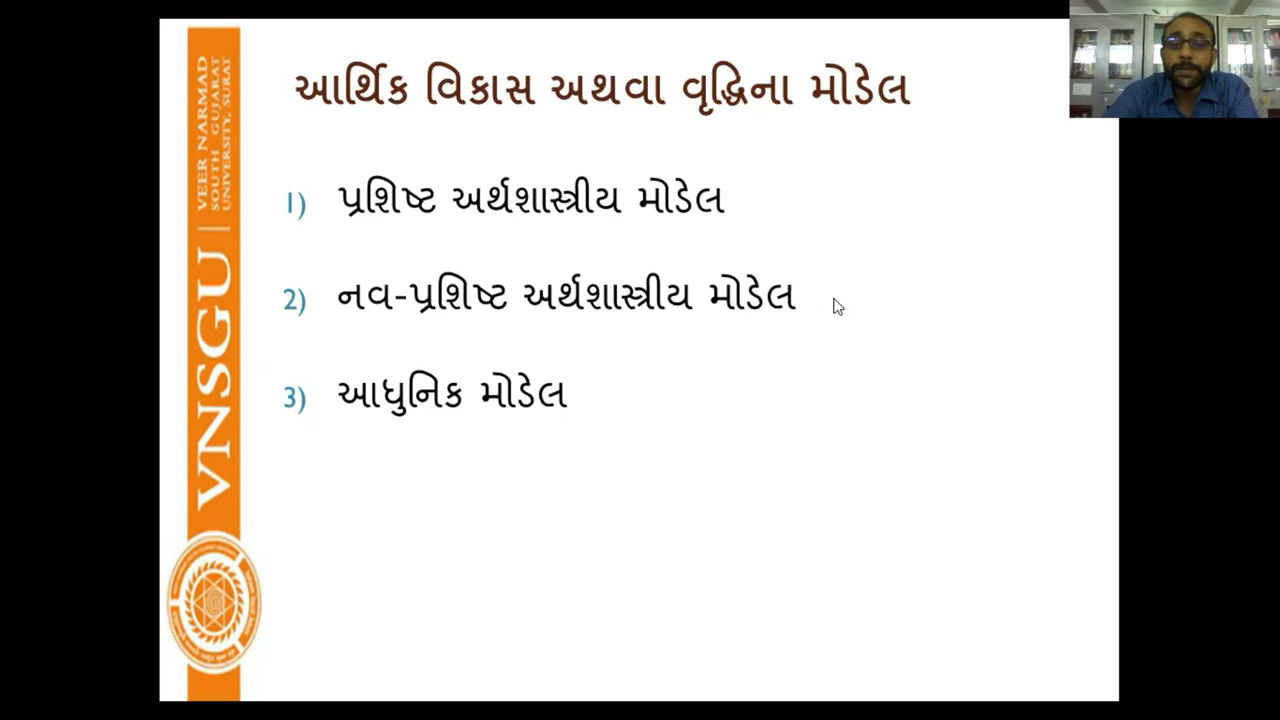 આર્થિક વિકાસ અથવા વૃદ્ધિના મોડેલ
1) પ્રશિષ્ટ અર્થશાસ્ત્રીય મોડેલ
2) નવ-પ્રશિષ્ટ અર્થશાસ્ત્રીય મોડેલ
3) આધુનિક મોડેલ
VNSGU
VEER NARMAD
SOUTH GUJARAT
UNIVERSITY, SURAT